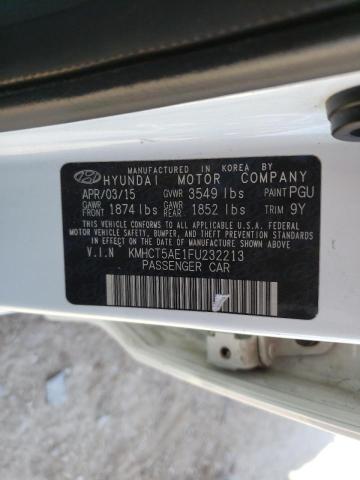 MANUFACTURED IN KOREA BY
HYUNDAI MOTOR COMPANY
APR/03/15 GVWR 3549 lbs PAINT PGU
GAWR FRONT 1874 lbs GAWR REAR 1852 lbs TRIM 9Y
V.I.N KMHCT5AE1FU232213
PASSENGER CAR
THIS VEHICLE CONFORMS TO ALL APPLICABLE U.S. FEDERAL MOTOR VEHICLE
SAFETY, BUMPER, AND THEFT PREVENTION STANDARDS
IN EFFECT ON THE DATE OF MANUFACTURE SHOWN ABOVE.